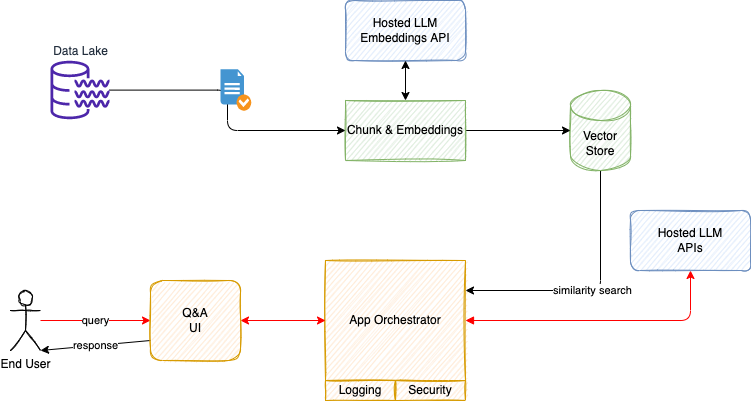 Hosted LLM
Embeddings API
Data Lake
Chunk & Embeddings
Vector
Store
Hosted LLM
APIs
similarity search
Q&A
UI
App Orchestrator
query
response
End User
Logging
Security